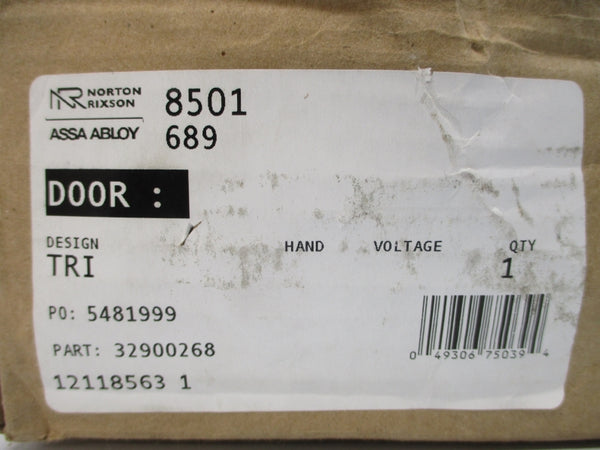 NORTON
RIXSON
8501
ASSA ABLOY
689
DOOR :
DESIGN HAND VOLTAGE QTY
TRI 1
PO: 5481999
PART: 32900268
12118563 1
0 49306 75039 4